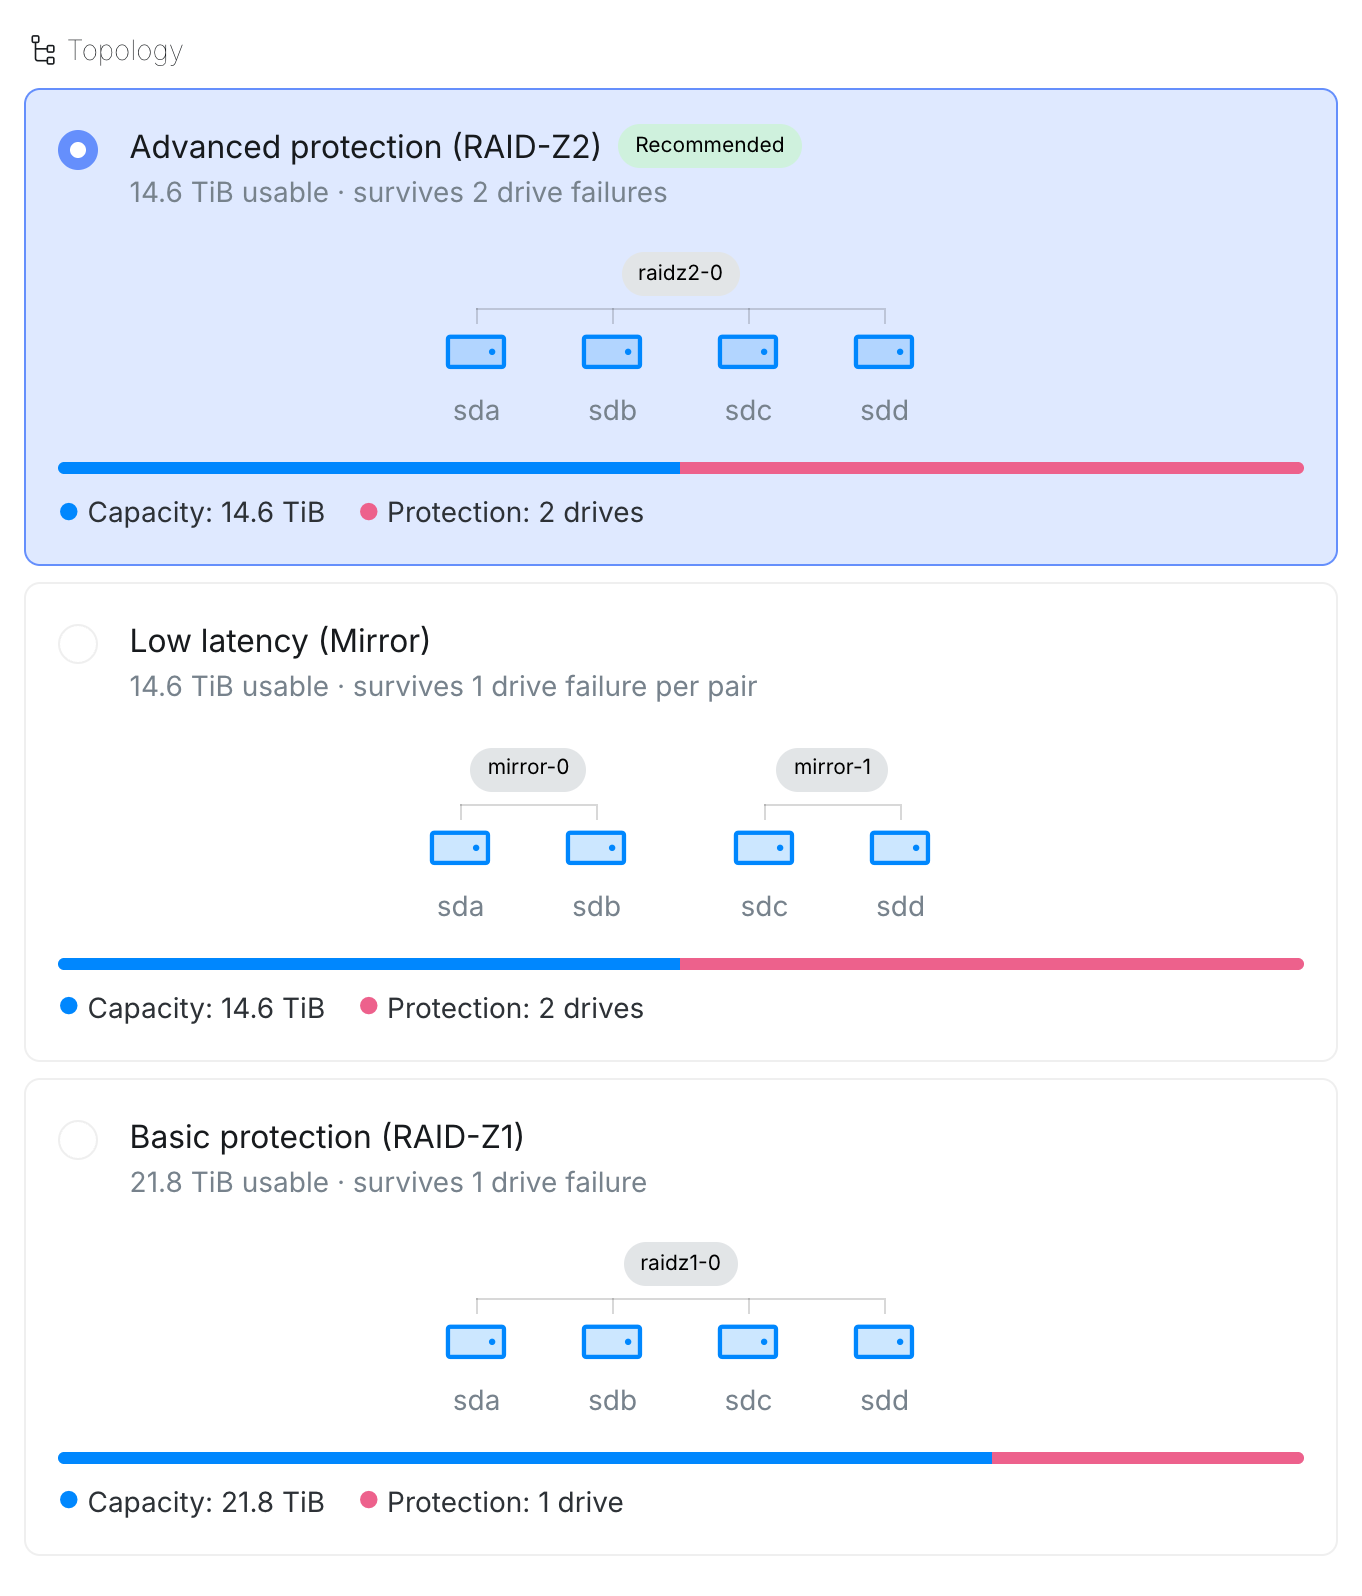 Topology
Advanced protection (RAID-Z2) Recommended
14.6 TiB usable · survives 2 drive failures
raidz2-0
sda sdb sdc sdd
Capacity: 14.6 TiB Protection: 2 drives
Low latency (Mirror)
14.6 TiB usable · survives 1 drive failure per pair
mirror-0 mirror-1
sda sdb sdc sdd
Capacity: 14.6 TiB Protection: 2 drives
Basic protection (RAID-Z1)
21.8 TiB usable · survives 1 drive failure
raidz1-0
sda sdb sdc sdd
Capacity: 21.8 TiB Protection: 1 drive